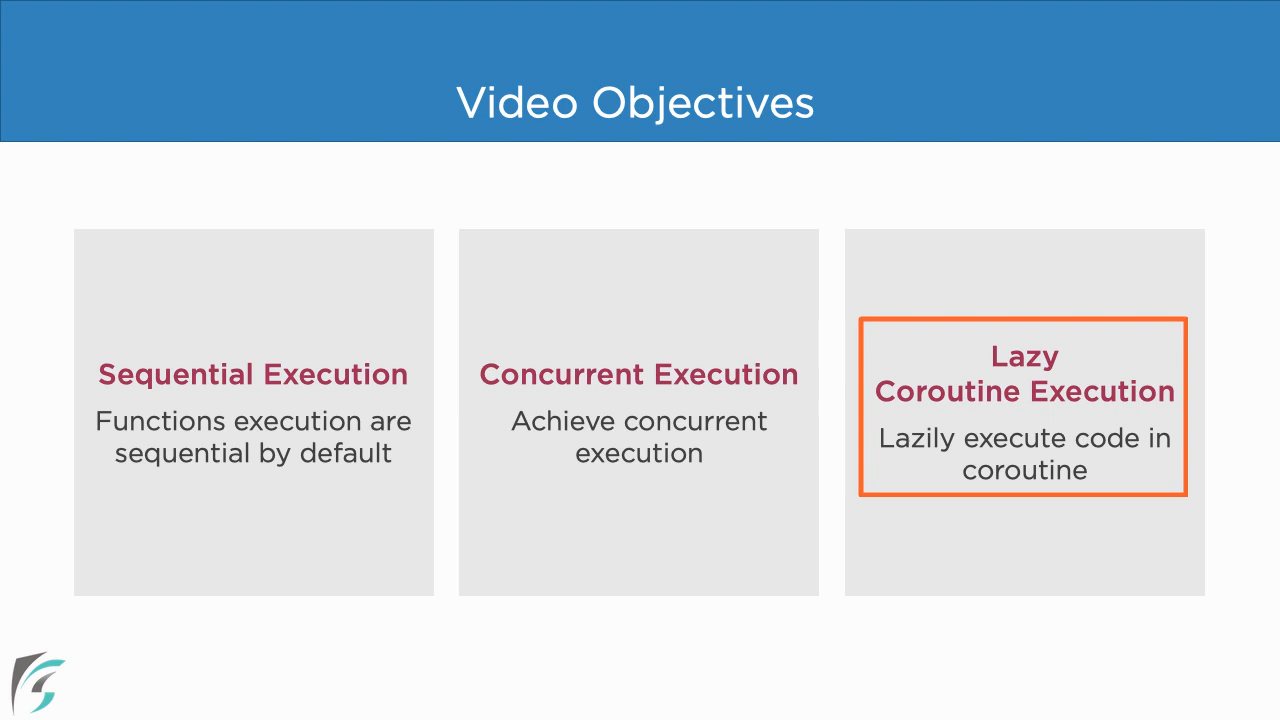 Video Objectives
Sequential Execution
Functions execution are
sequential by default
Concurrent Execution
Achieve concurrent
execution
Lazy
Coroutine Execution
Lazily execute code in
coroutine